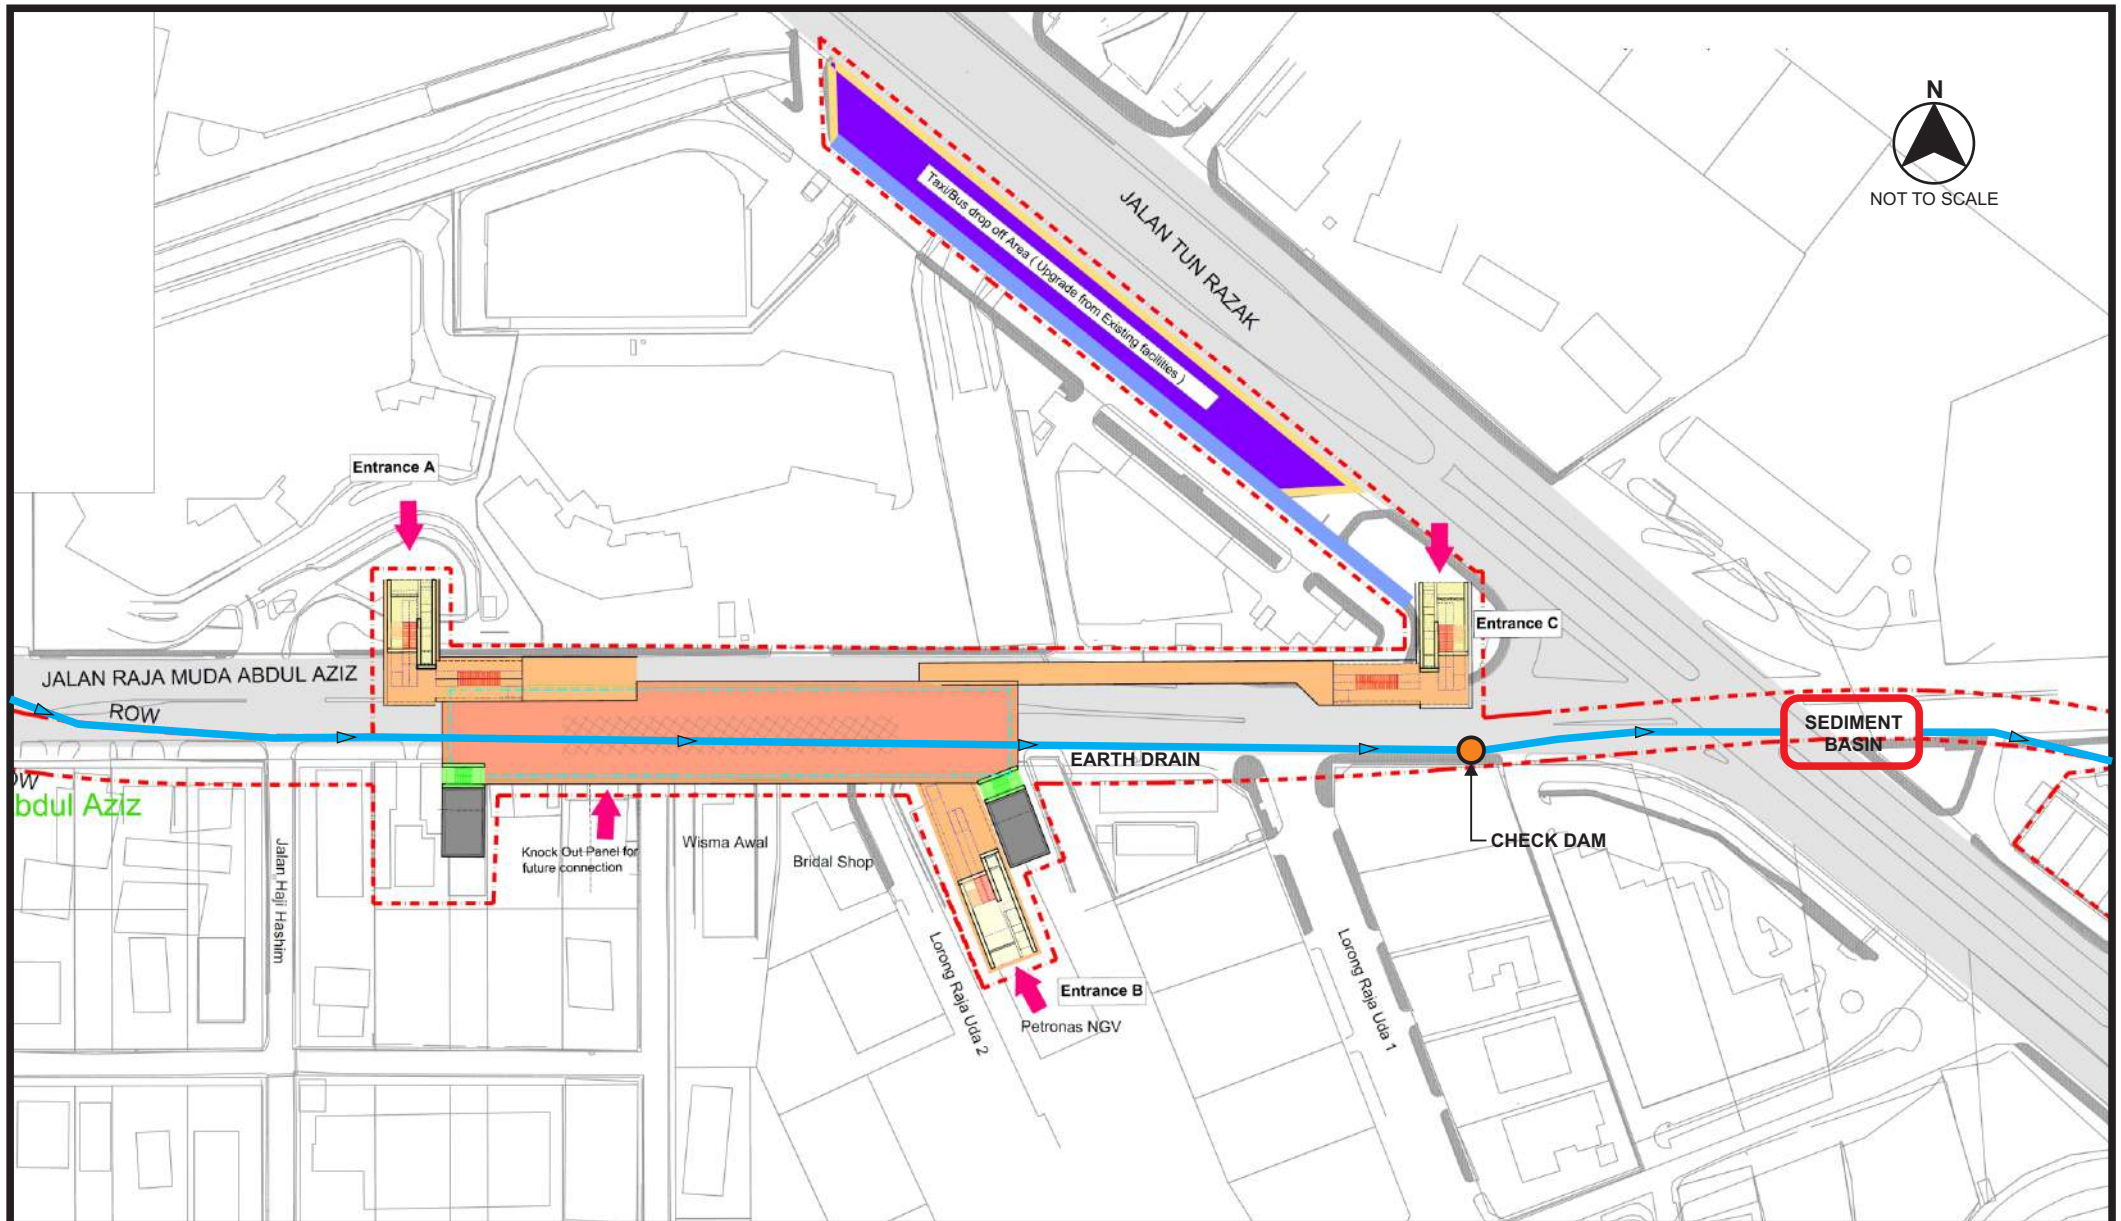 N
NOT TO SCALE
JALAN TUN RAZAK
Taxi/Bus drop off Area ( Upgrade from Existing facilities )
Entrance A
Entrance C
JALAN RAJA MUDA ABDUL AZIZ
ROW
SEDIMENT
BASIN
EARTH DRAIN
OW
bdul Aziz
CHECK DAM
Knock Out Panel for
future connection
Wisma Awal
Bridal Shop
Jalan Haji Hashim
Lorong Raja Uda 2
Lorong Raja Uda 1
Entrance B
Petronas NGV